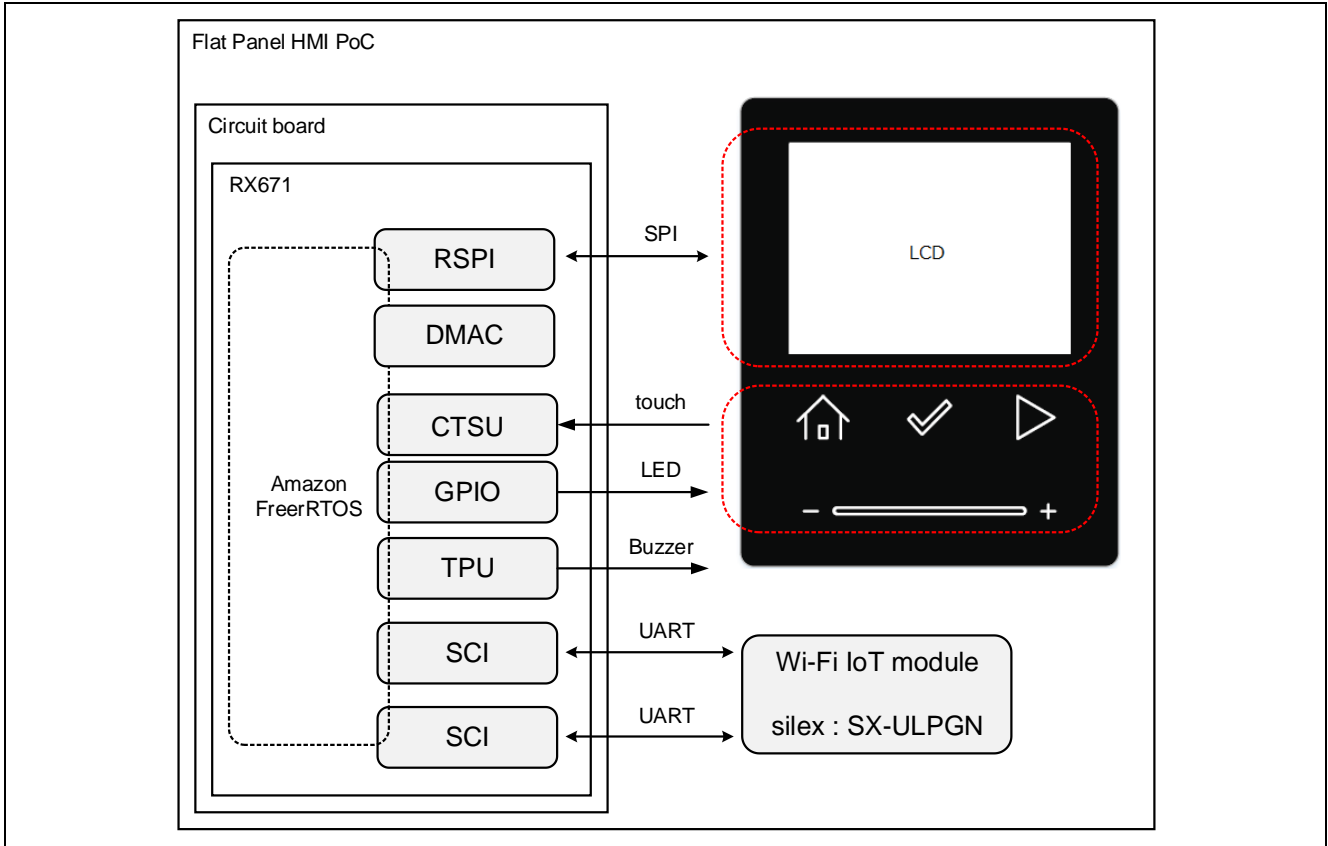 Flat Panel HMI PoC
Circuit board
RX671
RSPI
SPI
LCD
DMAC
CTSU
touch
GPIO
LED
Amazon
FreerRTOS
TPU
Buzzer
- +
SCI
UART
Wi-Fi IoT module
silex : SX-ULPGN
SCI
UART